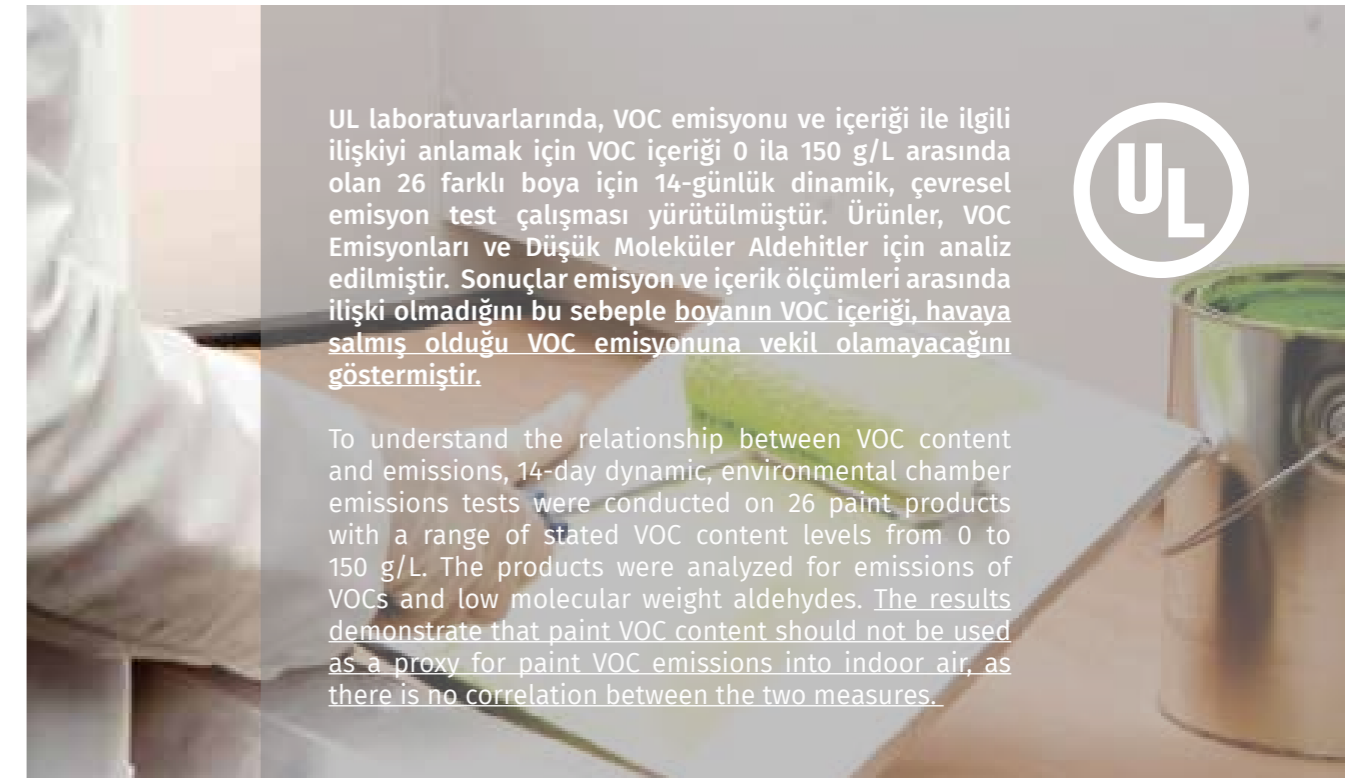 UL laboratuvarlarında, VOC emisyonu ve içeriği ile ilgili
ilişkiyi anlamak için VOC içeriği 0 ila 150 g/L arasında
olan 26 farklı boya için 14-günlük dinamik, çevresel
emisyon test çalışması yürütülmüştür. Ürünler, VOC
Emisyonları ve Düşük Moleküler Aldehitler için analiz
edilmiştir. Sonuçlar emisyon ve içerik ölçümleri arasında
ilişki olmadığını bu sebeple boyanın VOC içeriği, havaya
salmış olduğu VOC emisyonuna vekil olamayacağını
göstermiştir.
To understand the relationship between VOC content
and emissions, 14-day dynamic, environmental chamber
emissions tests were conducted on 26 paint products
with a range of stated VOC content levels from 0 to
150 g/L. The products were analyzed for emissions of
VOCs and low molecular weight aldehydes. The results
demonstrate that paint VOC content should not be used
as a proxy for paint VOC emissions into indoor air, as
there is no correlation between the two measures.
UL